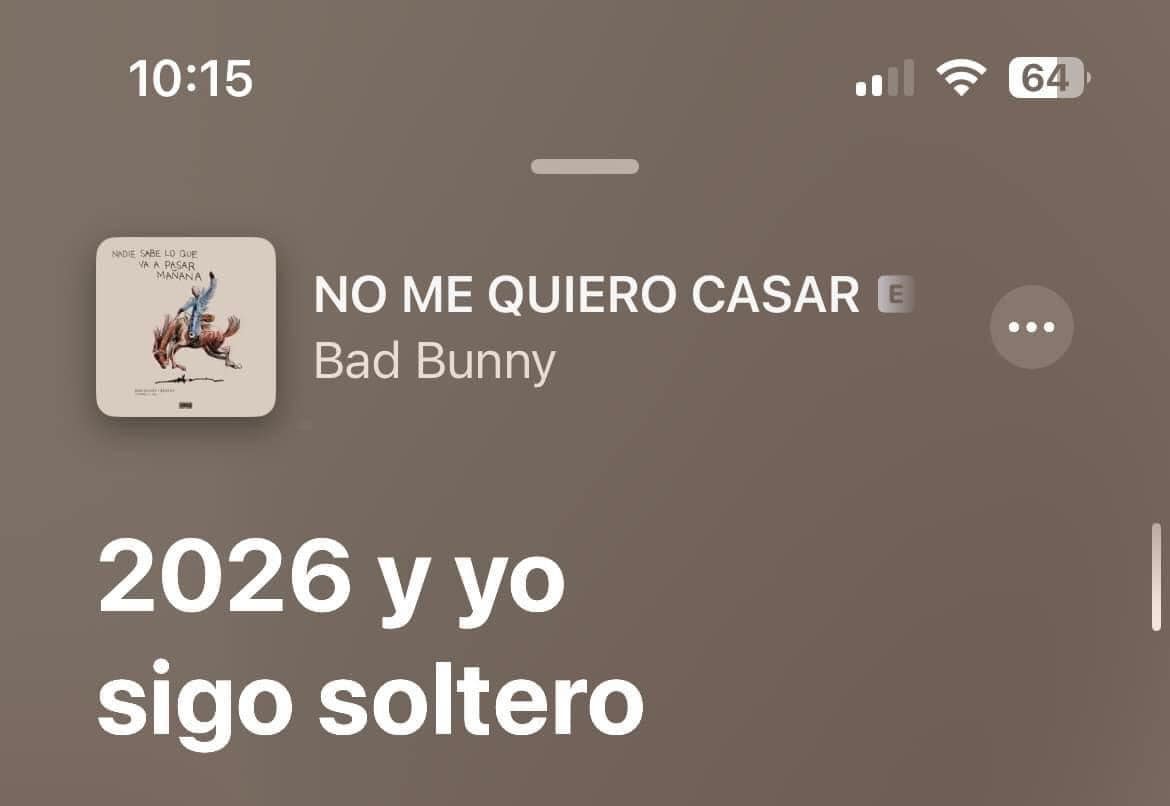 10:15
64
NADIE SABE LO QUE
VA A PASAR
MAÑANA
NO ME QUIERO CASAR E
Bad Bunny
2026 y yo
sigo soltero